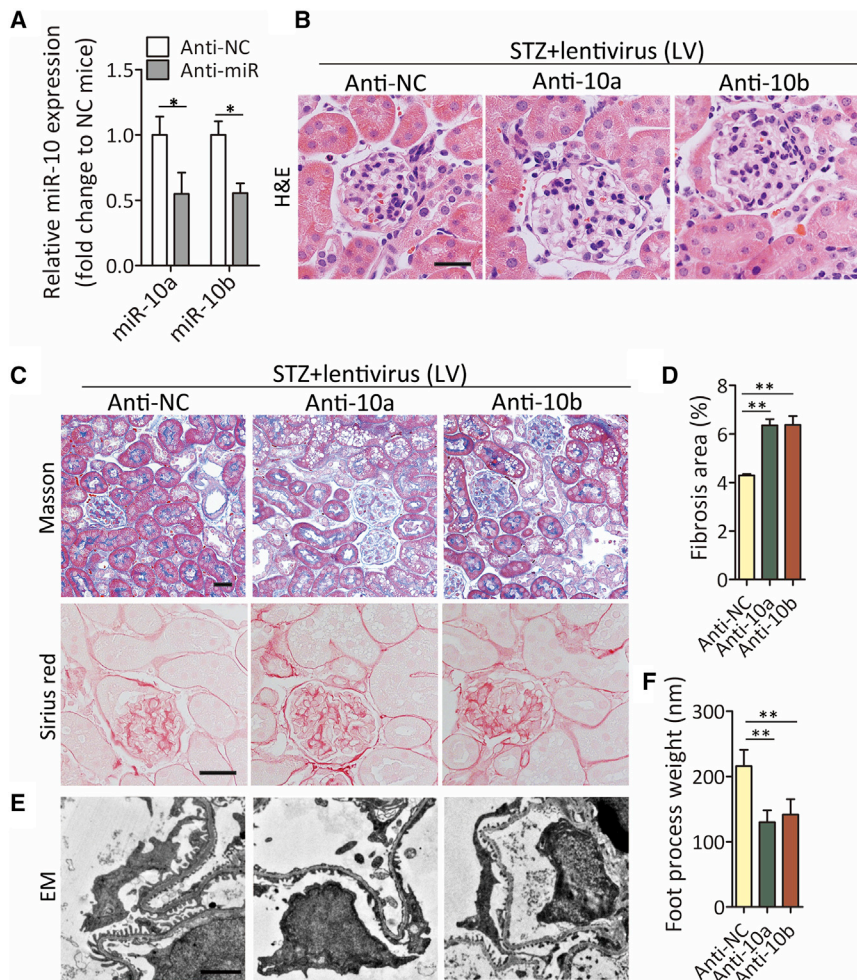 A
Anti-NC
Anti-miR
Relative miR-10 expression
(fold change to NC mice)
1.5
1.0
0.5
0.0
*
*
miR-10a
miR-10b
B
STZ+lentivirus (LV)
Anti-NC
Anti-10a
Anti-10b
H&E
C
STZ+lentivirus (LV)
Anti-NC
Anti-10a
Anti-10b
Masson
Sirius red
D
Fibrosis area (%)
8
6
4
2
0
**
**
Anti-NC
Anti-10a
Anti-10b
E
EM
F
Foot process weight (nm)
300
200
100
0
**
**
Anti-NC
Anti-10a
Anti-10b